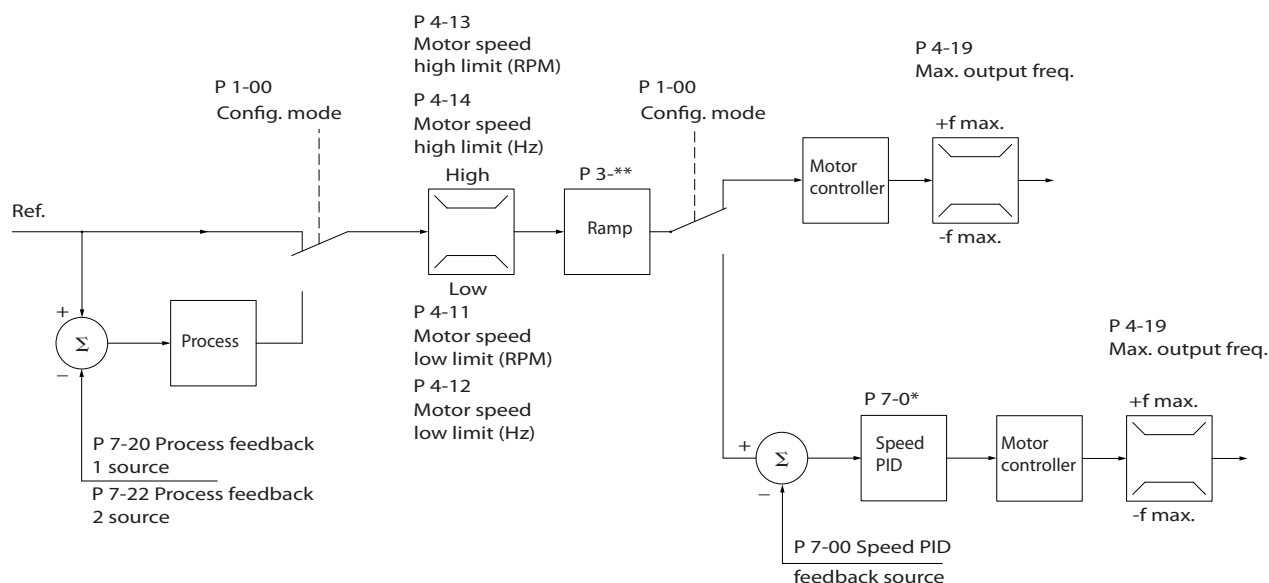 P 4-13
Motor speed
high limit (RPM)
P 4-14
Motor speed
high limit (Hz)
High
P 1-00
Config. mode
P 1-00
Config. mode
P 4-19
Max. output freq.
+f max.
Motor
controller
-f max.
P 3-**
Ramp
Ref.
Low
P 4-11
Motor speed
low limit (RPM)
P 4-12
Motor speed
low limit (Hz)
+
Σ
−
Process
P 7-20 Process feedback
1 source
P 7-22 Process feedback
2 source
P 4-19
Max. output freq.
+f max.
P 7-0*
+
Σ
−
Speed
PID
Motor
controller
-f max.
P 7-00 Speed PID
feedback source